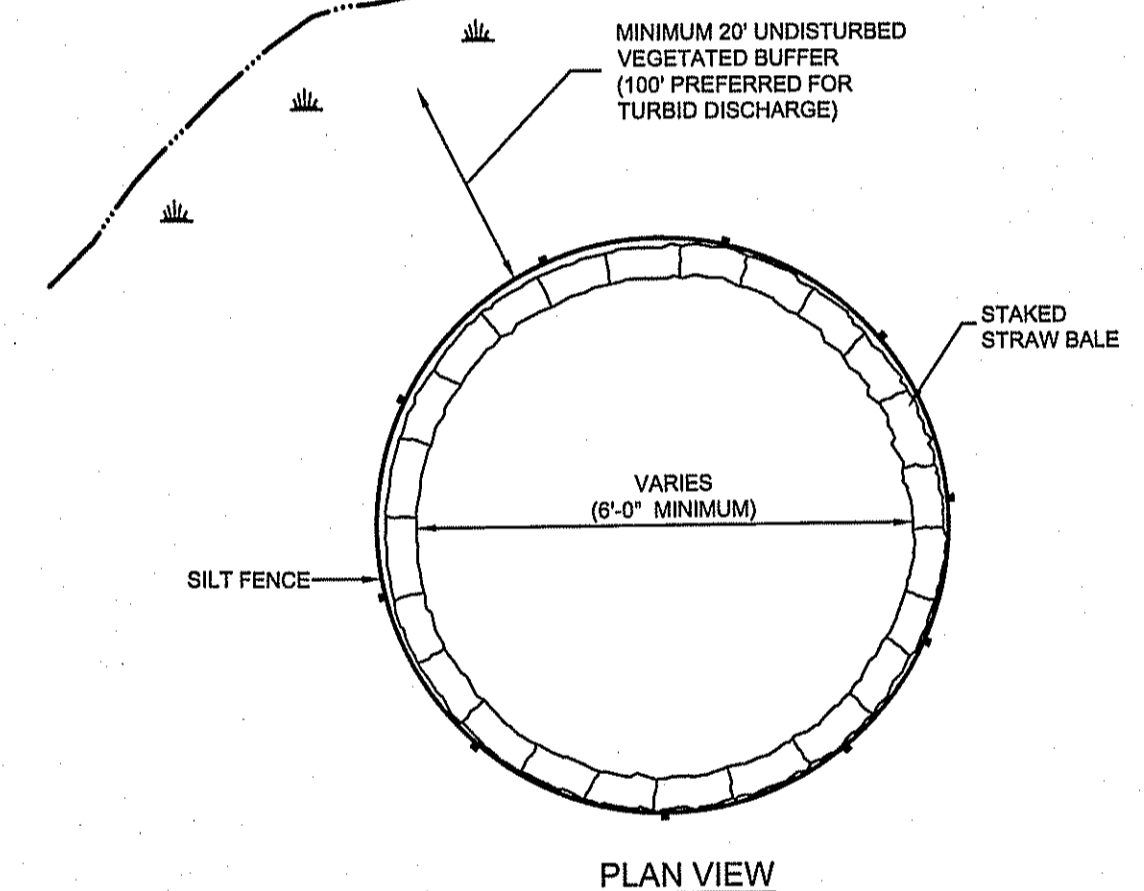 MINIMUM 20' UNDISTURBED
VEGETATED BUFFER
(100' PREFERRED FOR
TURBID DISCHARGE)
STAKED
STRAW BALE
VARIES
(6'-0" MINIMUM)
SILT FENCE
PLAN VIEW